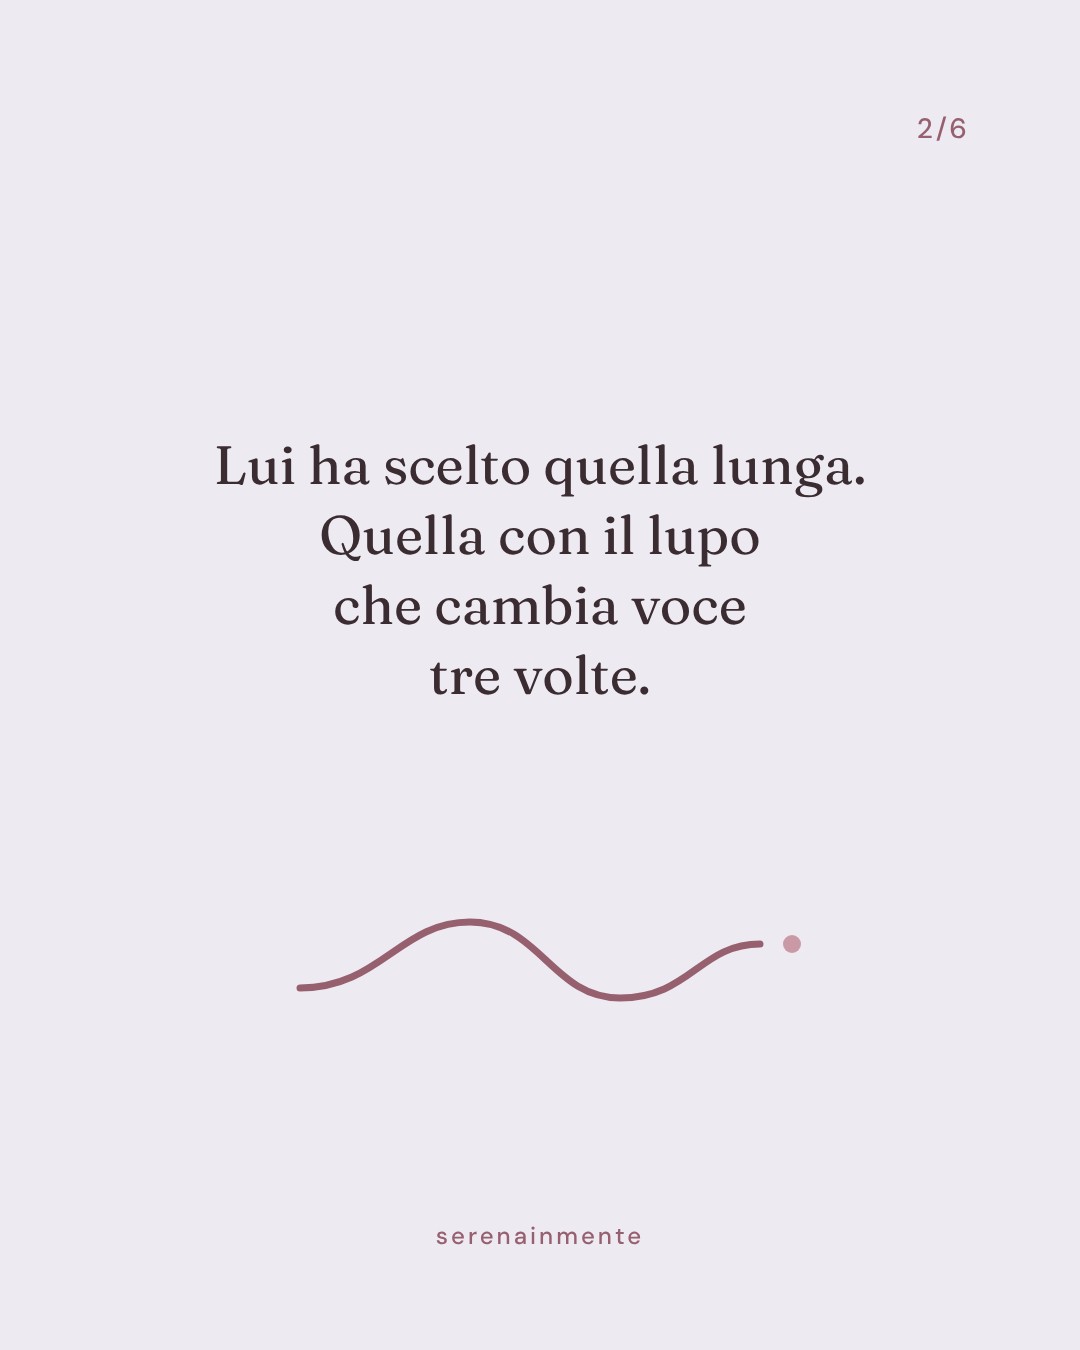 2/6
Lui ha scelto quella lunga.
Quella con il lupo
che cambia voce
tre volte.
serenainmente